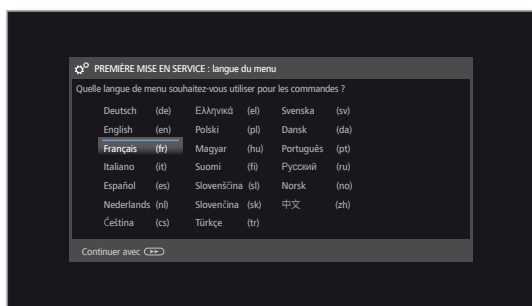 PREMIÈRE MISE EN SERVICE : langue du menu
Quelle langue de menu souhaitez-vous utiliser pour les commandes ?
Deutsch (de) Ελληνικά (el) Svenska (sv)
English (en) Polski (pl) Dansk (da)
Français (fr) Magyar (hu) Português (pt)
Italiano (it) Suomi (fi) Русский (ru)
Español (es) Slovenščina (sl) Norsk (no)
Nederlands (nl) Slovenčina (sk) 中文 (zh)
Čeština (cs) Türkçe (tr)
Continuer avec